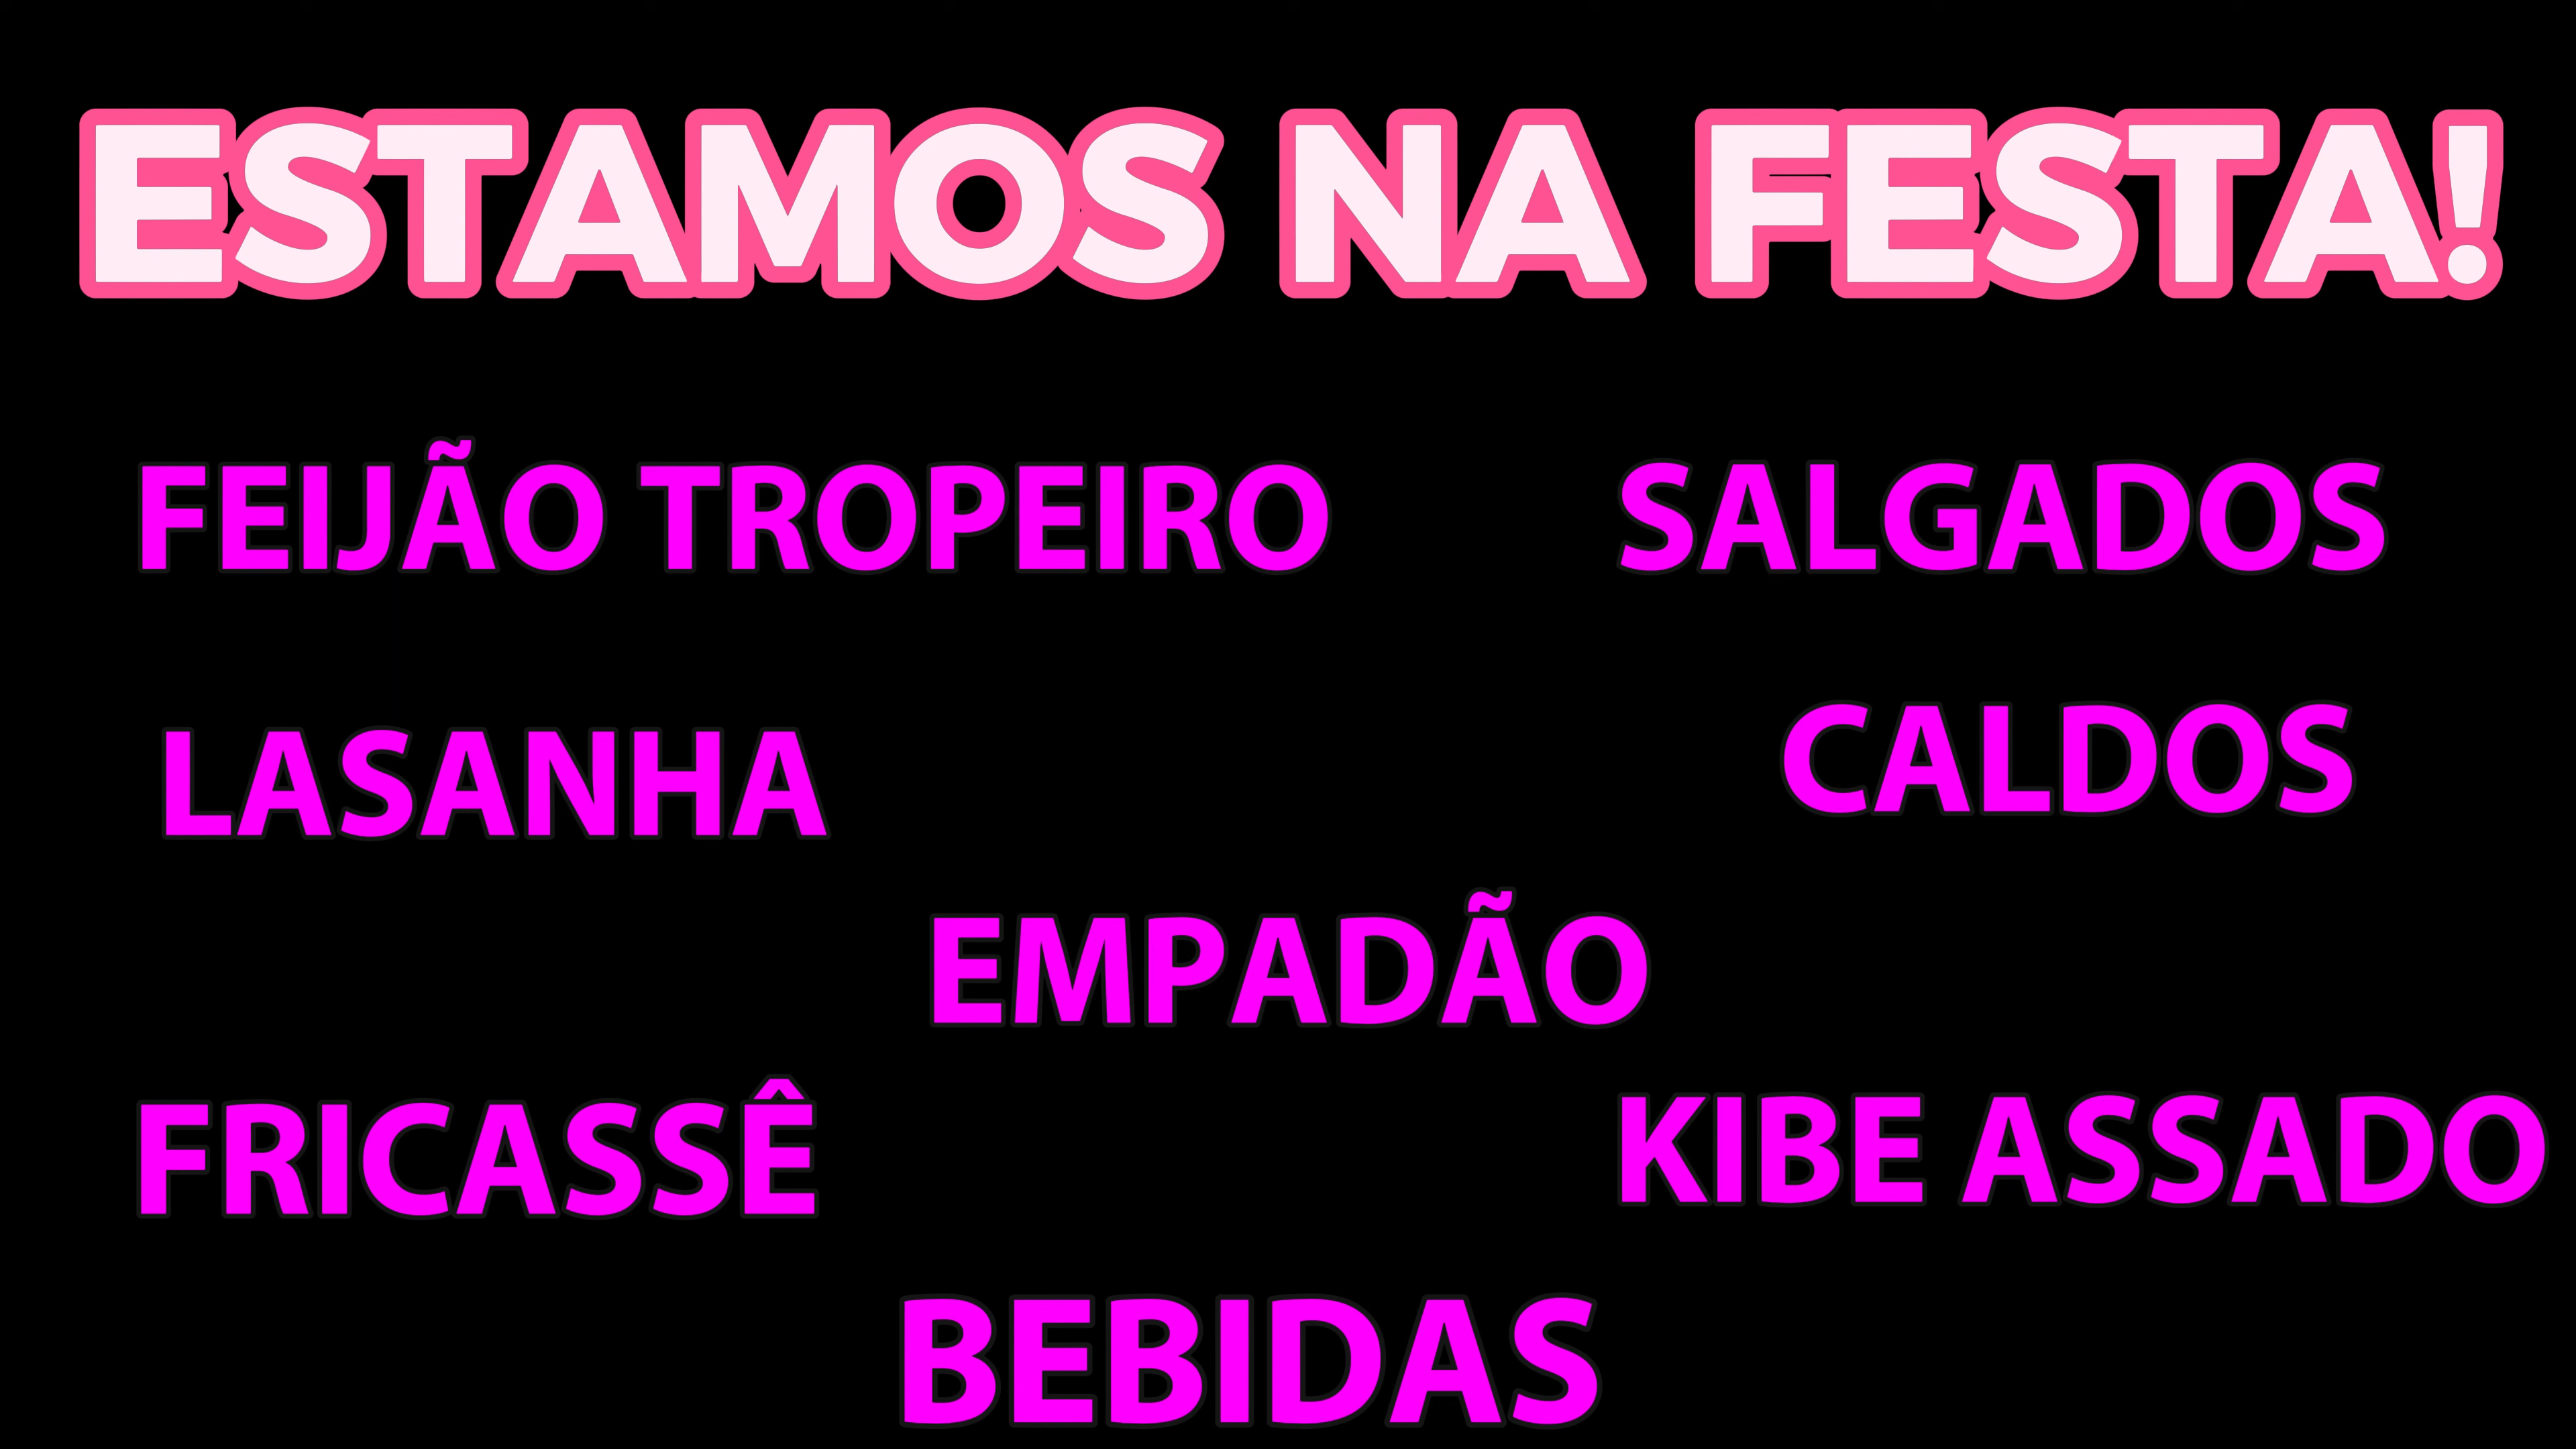 ESTAMOS NA FESTA!
FEIJÃO TROPEIRO
SALGADOS
LASANHA
CALDOS
EMPADÃO
FRICASSÊ
KIBE ASSADO
BEBIDAS